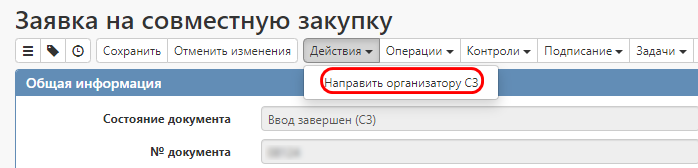 Заявка на совместную закупку
Сохранить Отменить изменения Действия Операции Контроли Подписание Задачи
Направить организатору СЗ
Общая информация
Состояние документа Ввод завершен (СЗ)
№ документа